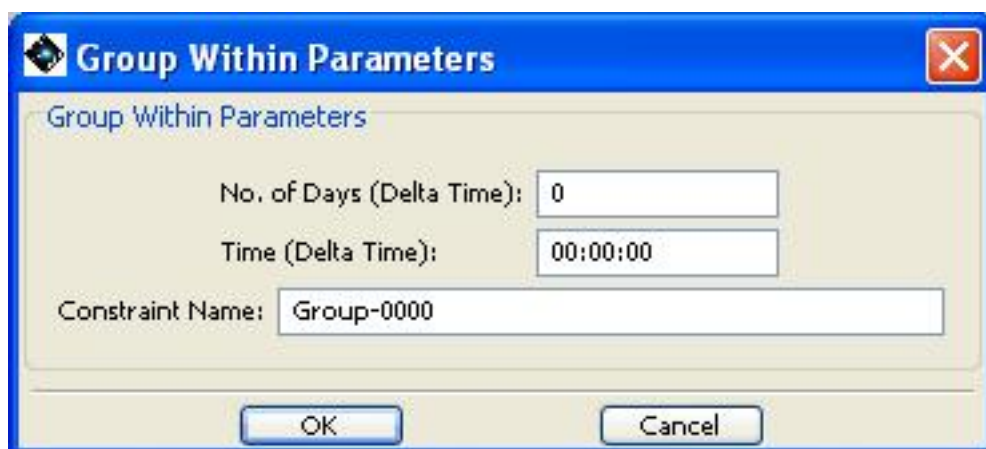 Group Within Parameters
Group Within Parameters
No. of Days (Delta Time): 0
Time (Delta Time): 00:00:00
Constraint Name: Group-0000
OK Cancel